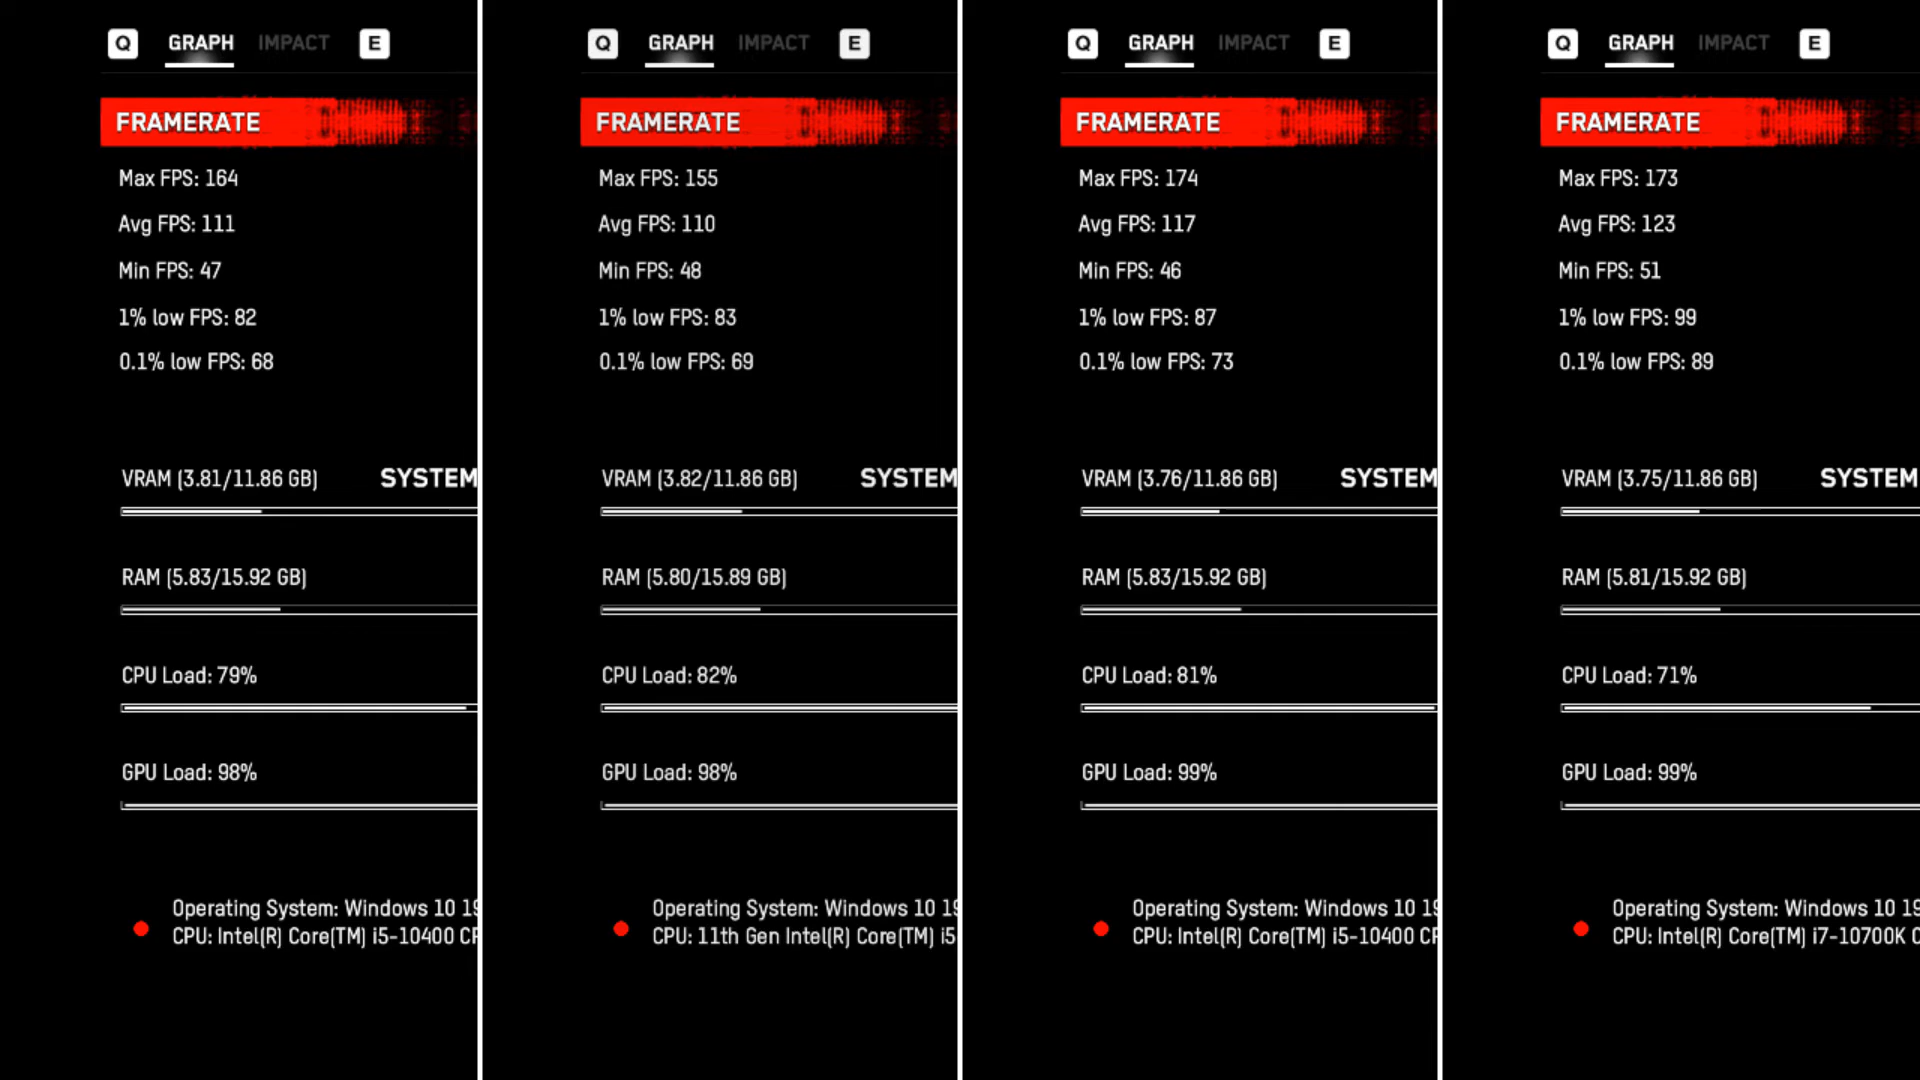 Q GRAPH IMPACT E
FRAMERATE
Max FPS: 164
Avg FPS: 111
Min FPS: 47
1% low FPS: 82
0.1% low FPS: 68
VRAM (3.81/11.86 GB) SYSTEM
RAM (5.83/15.92 GB)
CPU Load: 79%
GPU Load: 98%
Operating System: Windows 10 19
CPU: Intel(R) Core(TM) i5-10400 CP
Q GRAPH IMPACT E
FRAMERATE
Max FPS: 155
Avg FPS: 110
Min FPS: 48
1% low FPS: 83
0.1% low FPS: 69
VRAM (3.82/11.86 GB) SYSTEM
RAM (5.80/15.89 GB)
CPU Load: 82%
GPU Load: 98%
Operating System: Windows 10 19
CPU: 11th Gen Intel(R) Core(TM) i5
Q GRAPH IMPACT E
FRAMERATE
Max FPS: 174
Avg FPS: 117
Min FPS: 46
1% low FPS: 87
0.1% low FPS: 73
VRAM (3.76/11.86 GB) SYSTEM
RAM (5.83/15.92 GB)
CPU Load: 81%
GPU Load: 99%
Operating System: Windows 10 19
CPU: Intel(R) Core(TM) i5-10400 CP
Q GRAPH IMPACT E
FRAMERATE
Max FPS: 173
Avg FPS: 123
Min FPS: 51
1% low FPS: 99
0.1% low FPS: 89
VRAM (3.75/11.86 GB) SYSTEM
RAM (5.81/15.92 GB)
CPU Load: 71%
GPU Load: 99%
Operating System: Windows 10 19
CPU: Intel(R) Core(TM) i7-10700K C